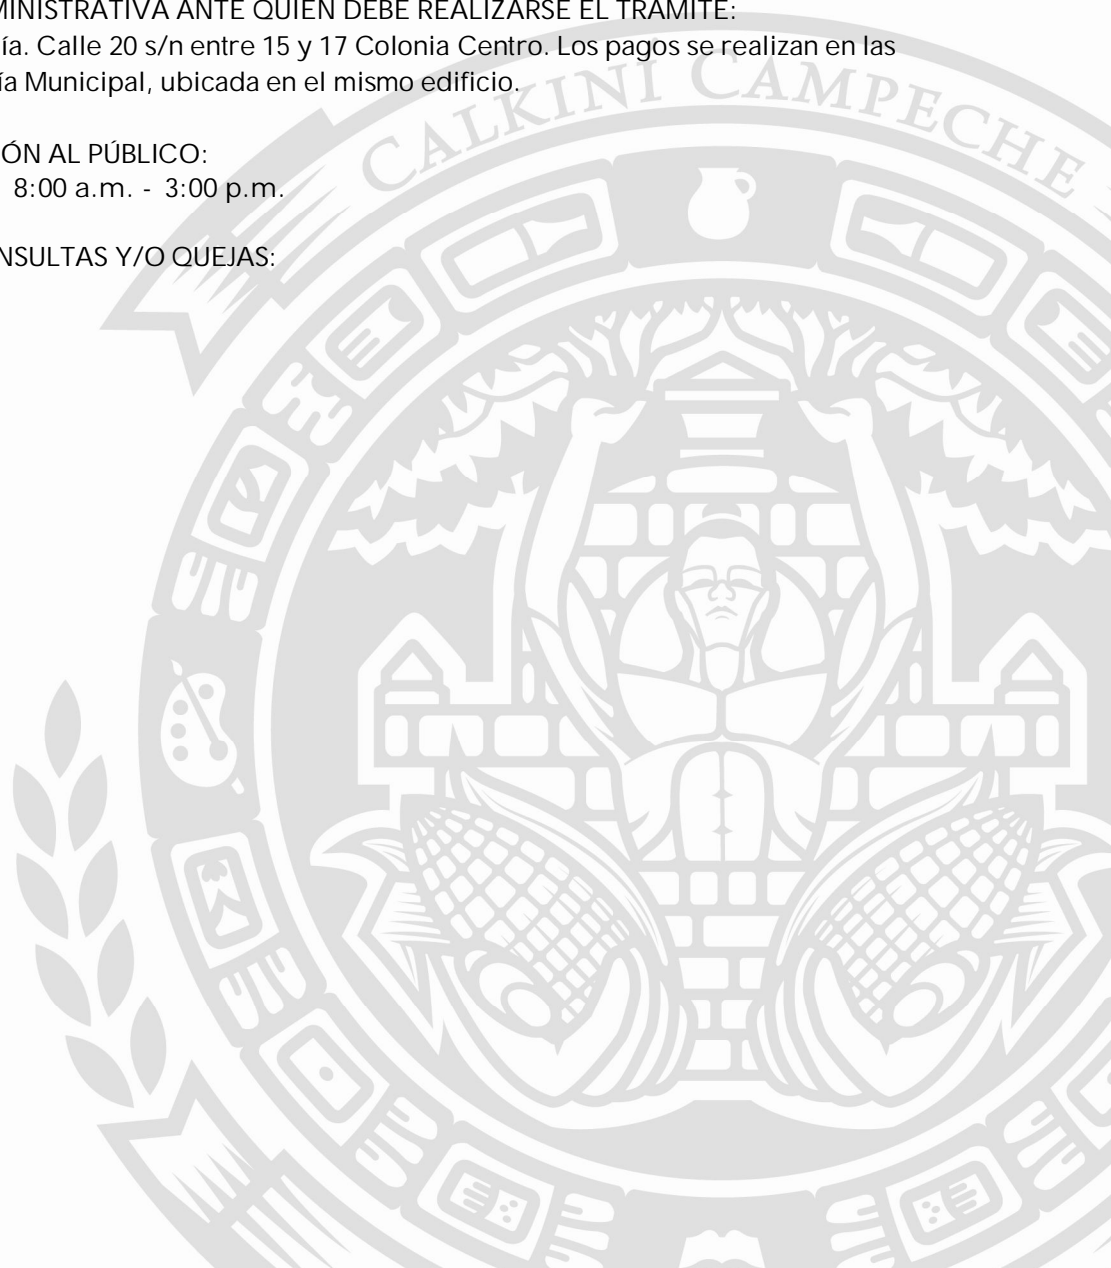 MINISTRATIVA ANTE QUIEN DEBE REALIZARSE EL TRÁMITE:
ía. Calle 20 s/n entre 15 y 17 Colonia Centro. Los pagos se realizan en las
ía Municipal, ubicada en el mismo edificio.
CALKINI CAMPECHE
ÓN AL PÚBLICO:
8:00 a.m. - 3:00 p.m.
NSULTAS Y/O QUEJAS: